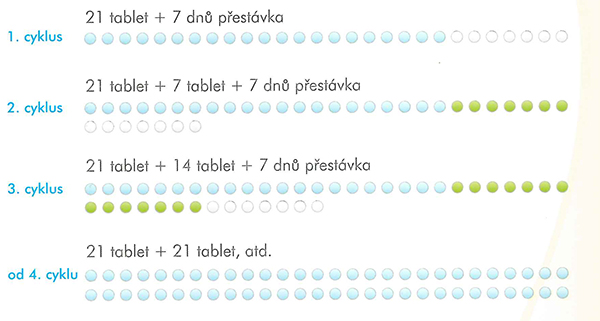 21 tablet + 7 dnů přestávka
1. cyklus
21 tablet + 7 tablet + 7 dnů přestávka
2. cyklus
21 tablet + 14 tablet + 7 dnů přestávka
3. cyklus
21 tablet + 21 tablet, atd.
od 4. cyklu